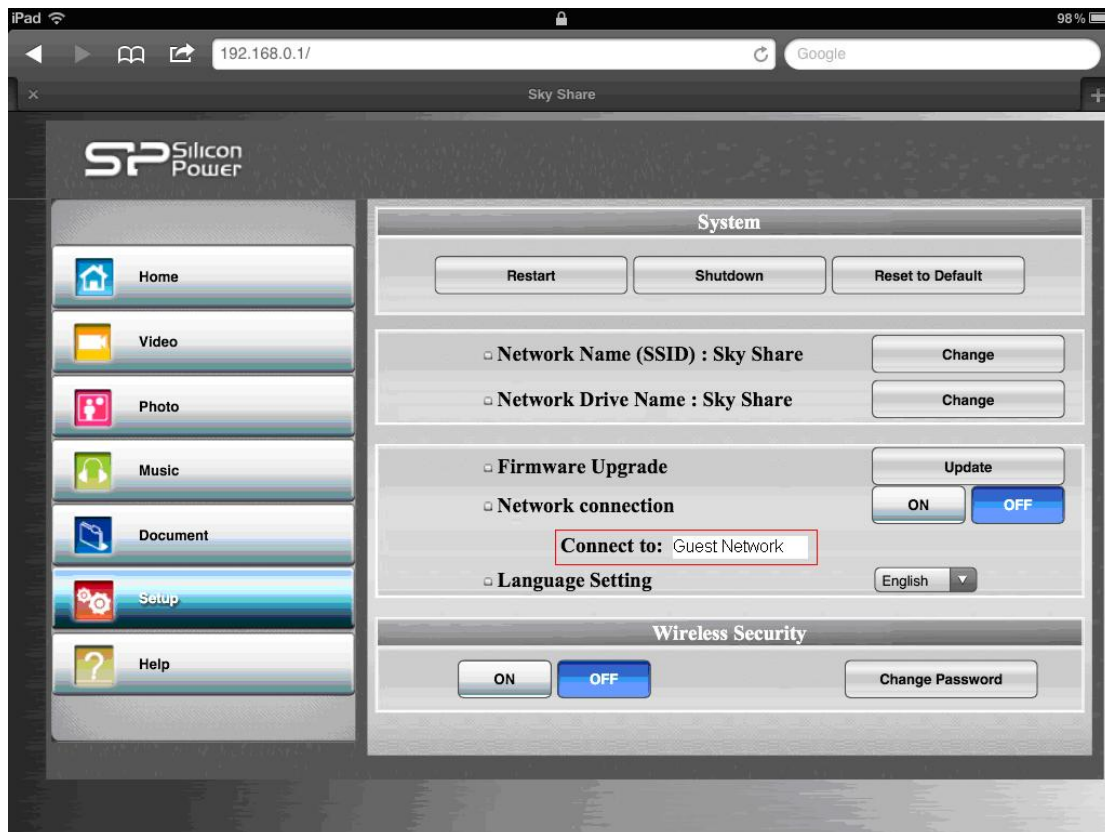 iPad 98%
192.168.0.1/ Google
Sky Share
SP Silicon Power
System
Restart Shutdown Reset to Default
Home
Video
Photo
Music
Document
Setup
Help
Network Name (SSID) : Sky Share Change
Network Drive Name : Sky Share Change
Firmware Upgrade Update
Network connection ON OFF
Connect to: Guest Network
Language Setting English
Wireless Security
ON OFF Change Password